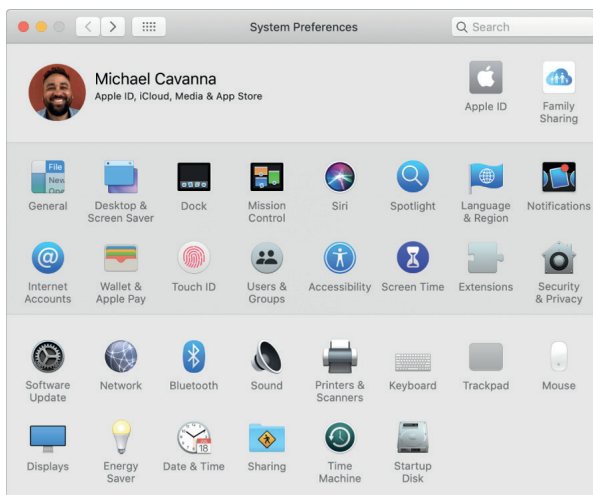 System Preferences
Search
Michael Cavanna
Apple ID, iCloud, Media & App Store
Apple ID
Family
Sharing
File
New
One
General
Desktop &
Screen Saver
Dock
Mission
Control
Siri
Spotlight
Language
& Region
Notifications
@
Internet
Accounts
Wallet &
Apple Pay
Touch ID
Users &
Groups
Accessibility
Screen Time
Extensions
Security
& Privacy
Software
Update
Network
Bluetooth
Sound
Printers &
Scanners
Keyboard
Trackpad
Mouse
18
Displays
Energy
Saver
Date & Time
Sharing
Time
Machine
Startup
Disk